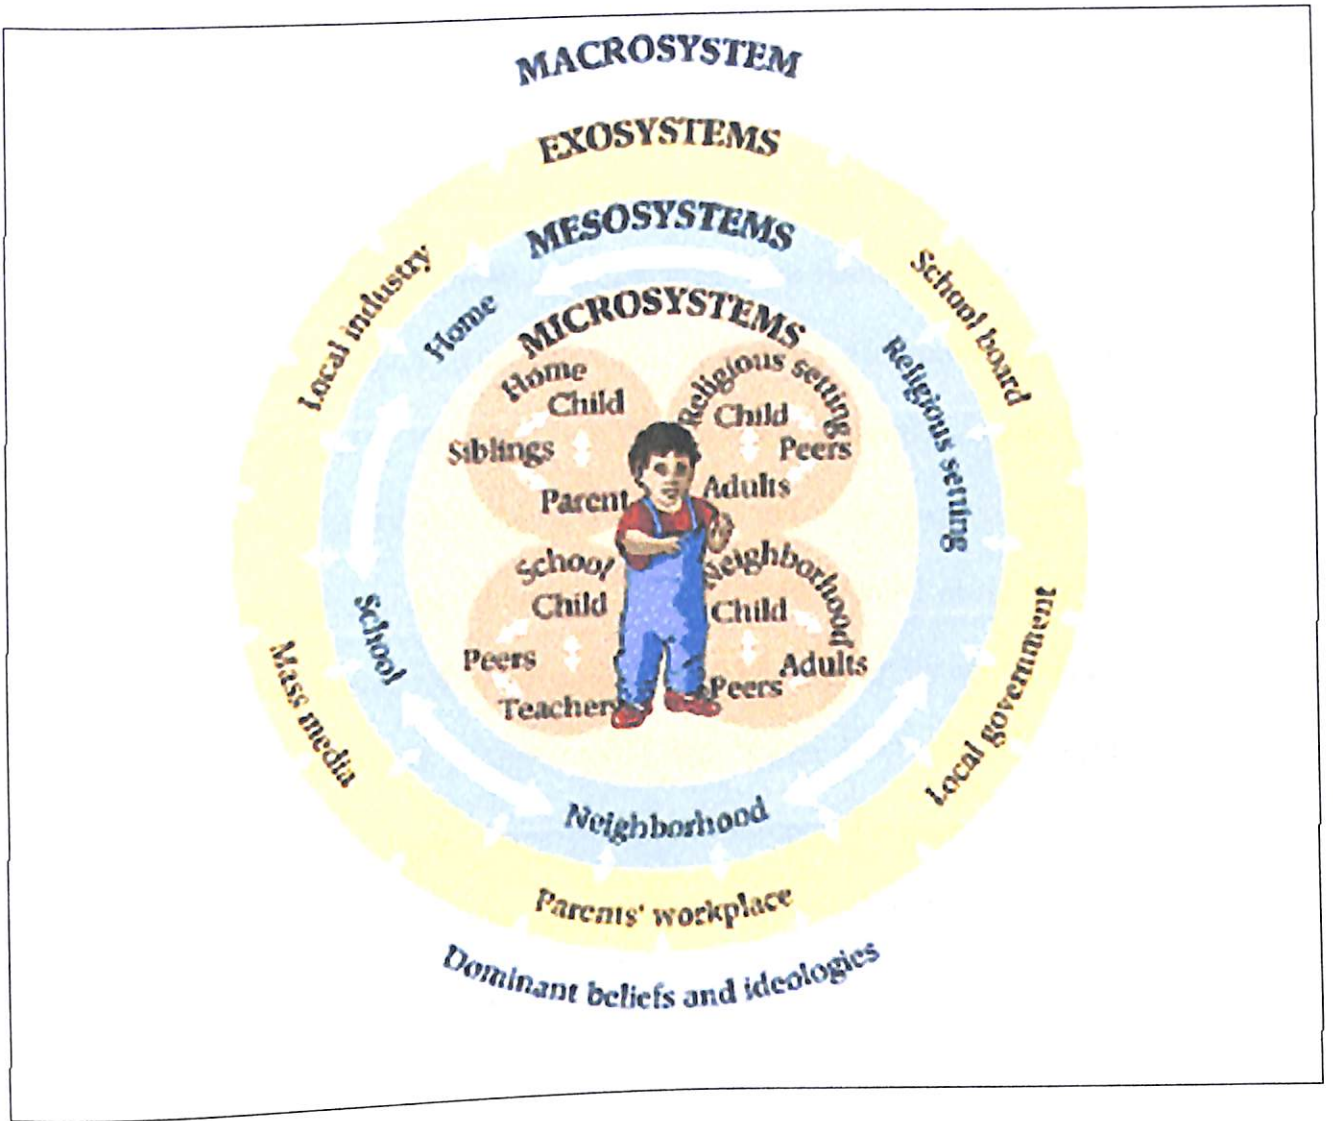 MACROSYSTEM
EXOSYSTEMS
MESOSYSTEMS
MICROSYSTEMS
Local industry
School board
Home
Religious setting
Home
Child
Siblings
Parent
Religious setting
Child
Peers
Adults
School
Child
Peers
Teacher
Neighborhood
Child
Adults
Peers
School
Mass media
Local government
Neighborhood
Parents' workplace
Dominant beliefs and ideologies